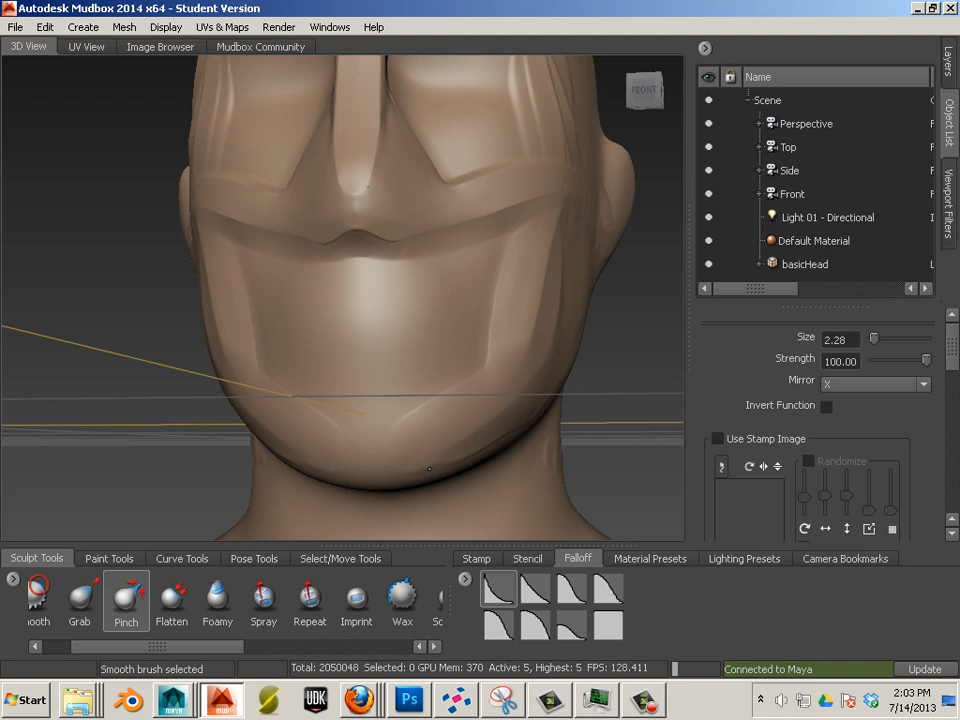 Autodesk Mudbox 2014 x64 - Student Version
File Edit Create Mesh Display UVs & Maps Render Windows Help
3D View UV View Image Browser Mudbox Community
FRONT
Name
Scene
Perspective
Top
Side
Front
Light 01 - Directional
Default Material
basicHead
Layers
Object List
Viewport Filters
Size 2.28
Strength 100.00
Mirror X
Invert Function
Use Stamp Image
Randomize
Sculpt Tools Paint Tools Curve Tools Pose Tools Select/Move Tools
Stamp Stencil Falloff Material Presets Lighting Presets Camera Bookmarks
ooth Grab Pinch Flatten Foamy Spray Repeat Imprint Wax Sc
Smooth brush selected
Total: 2050048 Selected: 0 GPU Mem: 370 Active: 5, Highest: 5 FPS: 128.411
Connected to Maya
Update
Start
MAYA
MUD
UDK
Ps
2:03 PM
7/14/2013